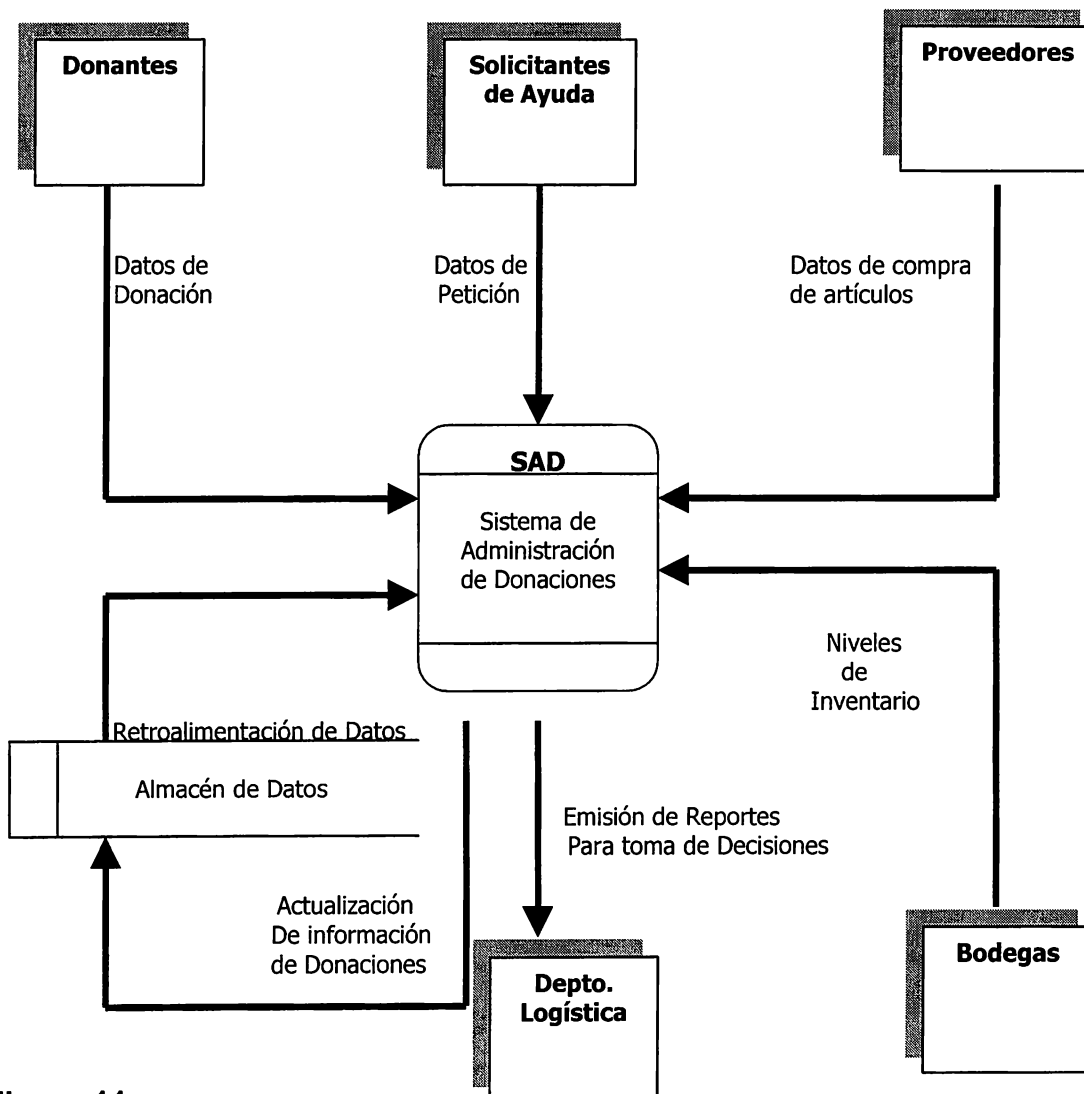 Donantes
Solicitantes
de Ayuda
Proveedores
Datos de
Donación
Datos de
Petición
Datos de compra
de artículos
SAD
Sistema de
Administración
de Donaciones
Niveles
de
Inventario
Retroalimentación de Datos
Almacén de Datos
Emisión de Reportes
Para toma de Decisiones
Actualización
De información
de Donaciones
Depto.
Logística
Bodegas